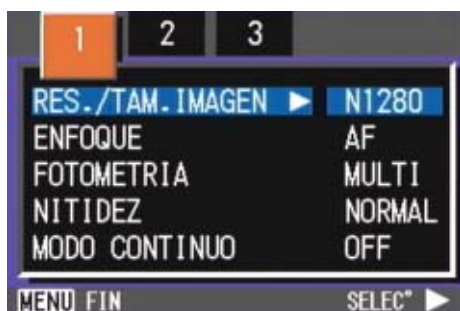 1 2 3
RES./TAM.IMAGEN ▶ N1280
ENFOQUE AF
FOTOMETRIA MULTI
NITIDEZ NORMAL
MODO CONTINUO OFF
MENU FIN SELEC° ▶